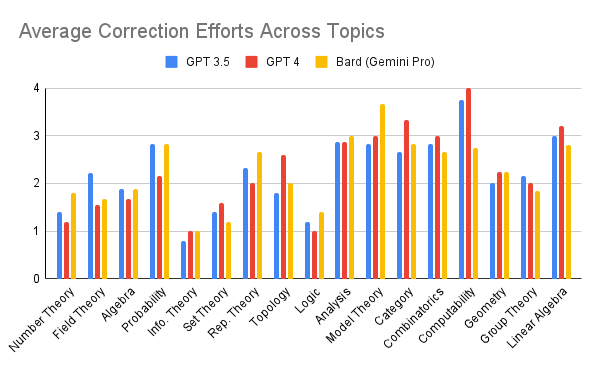 Average Correction Efforts Across Topics
GPT 3.5 GPT 4 Bard (Gemini Pro)
4
3
2
1
0
Number Theory
Field Theory
Algebra
Probability
Info. Theory
Set Theory
Rep. Theory
Topology
Logic
Analysis
Model Theory
Category
Combinatorics
Computability
Geometry
Group Theory
Linear Algebra